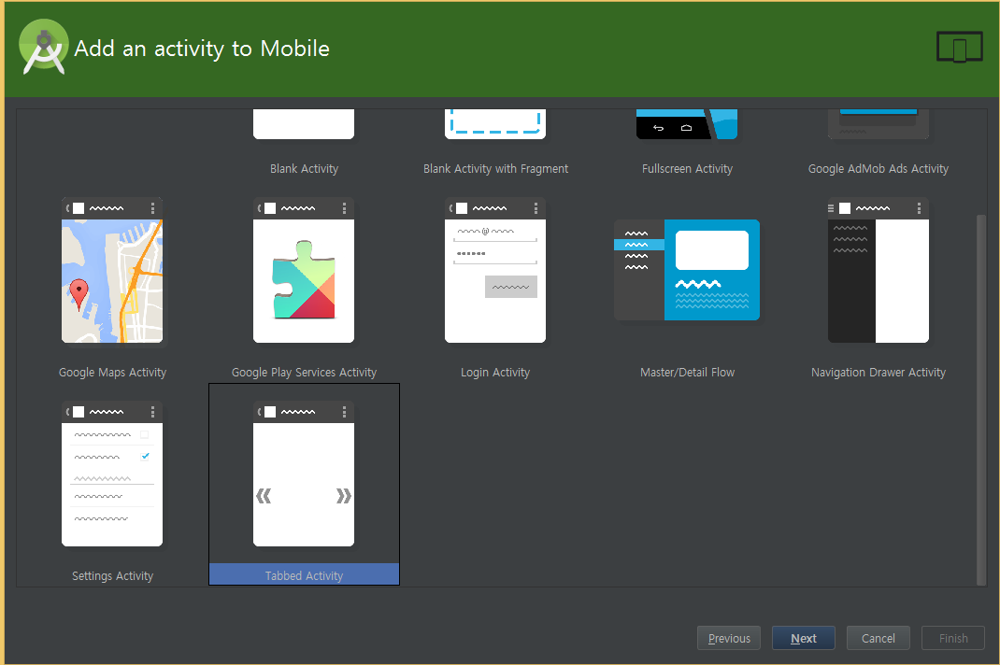 Add an activity to Mobile
Blank Activity
Blank Activity with Fragment
Fullscreen Activity
Google AdMob Ads Activity
Google Maps Activity
Google Play Services Activity
Login Activity
Master/Detail Flow
Navigation Drawer Activity
Settings Activity
Tabbed Activity
Previous
Next
Cancel
Finish